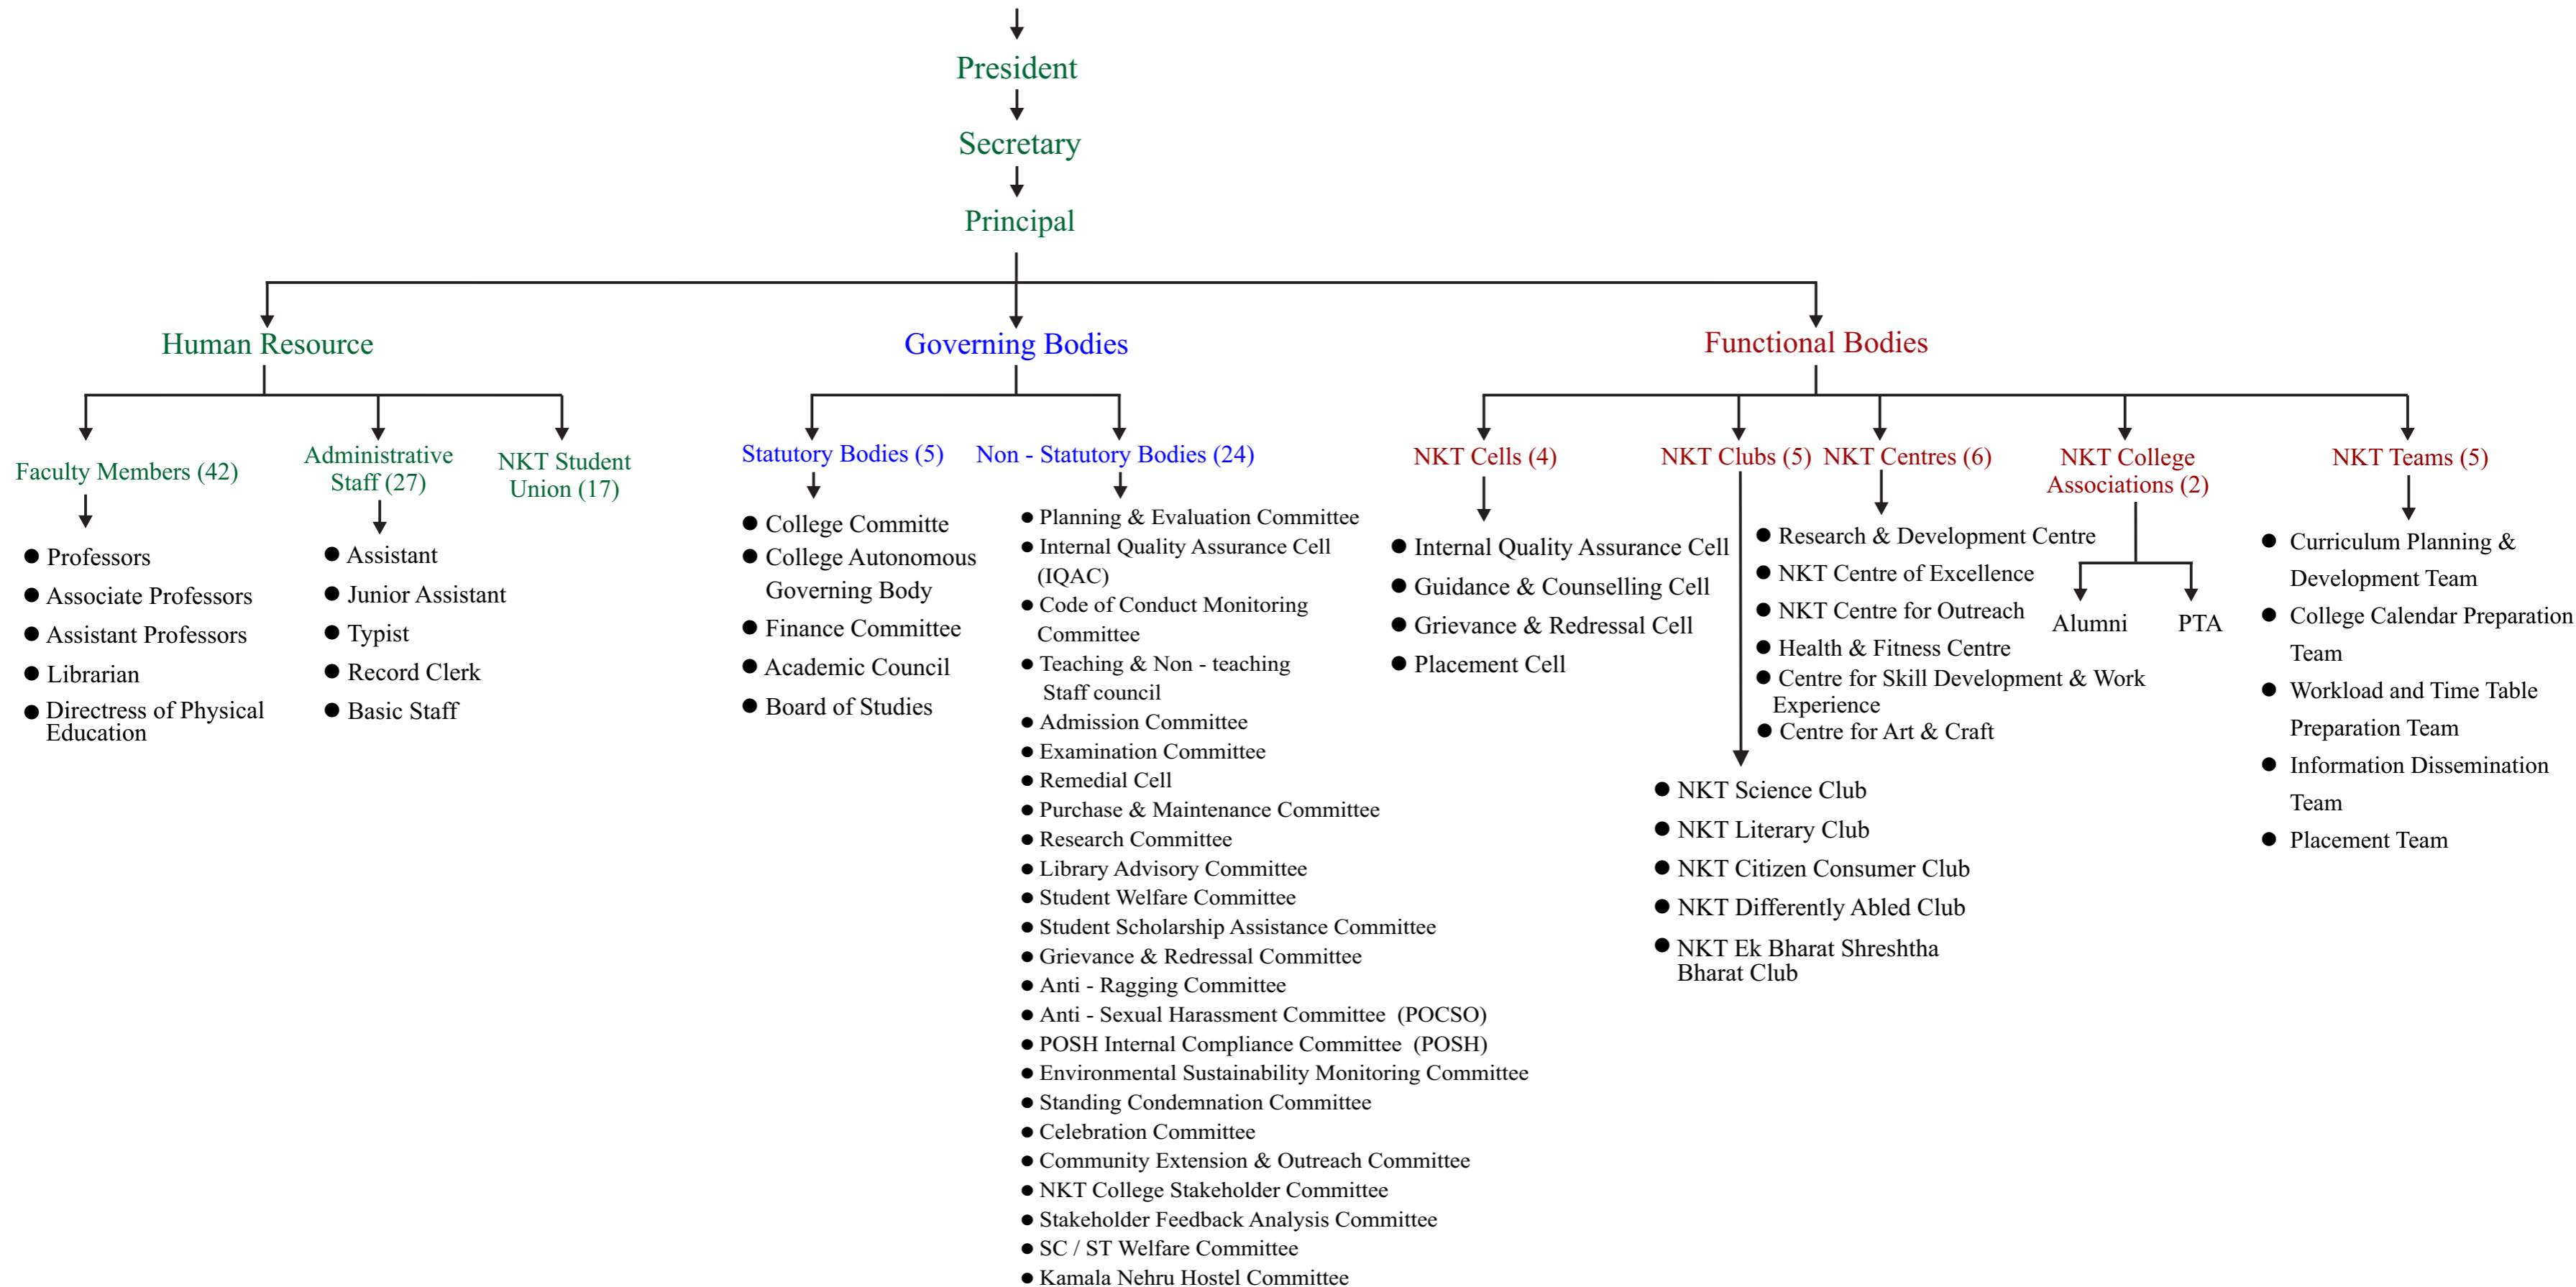 President
Secretary
Principal
Human Resource
Governing Bodies
Functional Bodies
Faculty Members (42)
● Professors
● Associate Professors
● Assistant Professors
● Librarian
● Directress of Physical
Education
Administrative
Staff (27)
● Assistant
● Junior Assistant
● Typist
● Record Clerk
● Basic Staff
NKT Student
Union (17)
Statutory Bodies (5)
● College Committe
● College Autonomous
Governing Body
● Finance Committee
● Academic Council
● Board of Studies
Non - Statutory Bodies (24)
● Planning & Evaluation Committee
● Internal Quality Assurance Cell
(IQAC)
● Code of Conduct Monitoring
Committee
● Teaching & Non - teaching
Staff council
● Admission Committee
● Examination Committee
● Remedial Cell
● Purchase & Maintenance Committee
● Research Committee
● Library Advisory Committee
● Student Welfare Committee
● Student Scholarship Assistance Committee
● Grievance & Redressal Committee
● Anti - Ragging Committee
● Anti - Sexual Harassment Committee (POCSO)
● POSH Internal Compliance Committee (POSH)
● Environmental Sustainability Monitoring Committee
● Standing Condemnation Committee
● Celebration Committee
● Community Extension & Outreach Committee
● NKT College Stakeholder Committee
● Stakeholder Feedback Analysis Committee
● SC / ST Welfare Committee
● Kamala Nehru Hostel Committee
NKT Cells (4)
● Internal Quality Assurance Cell
● Guidance & Counselling Cell
● Grievance & Redressal Cell
● Placement Cell
NKT Clubs (5)
● NKT Science Club
● NKT Literary Club
● NKT Citizen Consumer Club
● NKT Differently Abled Club
● NKT Ek Bharat Shreshtha
Bharat Club
NKT Centres (6)
● Research & Development Centre
● NKT Centre of Excellence
● NKT Centre for Outreach
● Health & Fitness Centre
● Centre for Skill Development & Work
Experience
● Centre for Art & Craft
NKT College
Associations (2)
Alumni
PTA
NKT Teams (5)
● Curriculum Planning &
Development Team
● College Calendar Preparation
Team
● Workload and Time Table
Preparation Team
● Information Dissemination
Team
● Placement Team